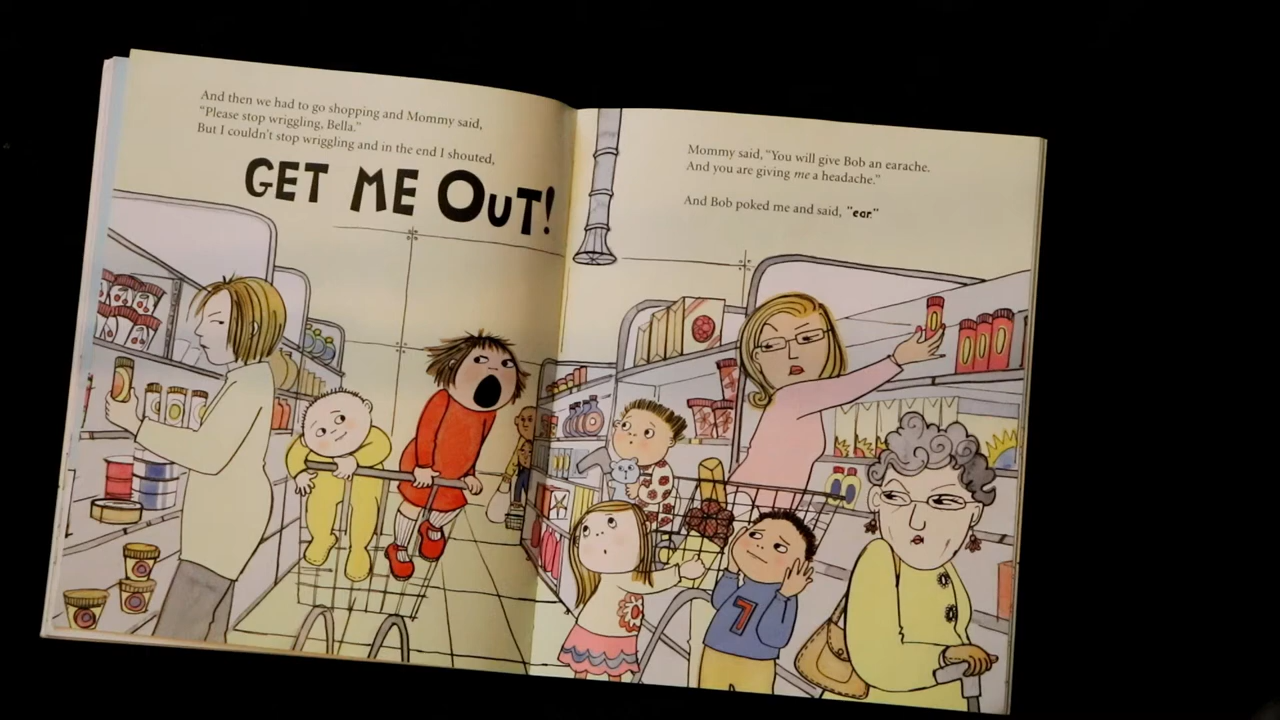 And then we had to go shopping and Mommy said,
“Please stop wriggling, Bella.”
But I couldn't stop wriggling and in the end I shouted,
GET ME OuT!
Mommy said, “You will give Bob an earache.
And you are giving me a headache.”
And Bob poked me and said, "ear."
7